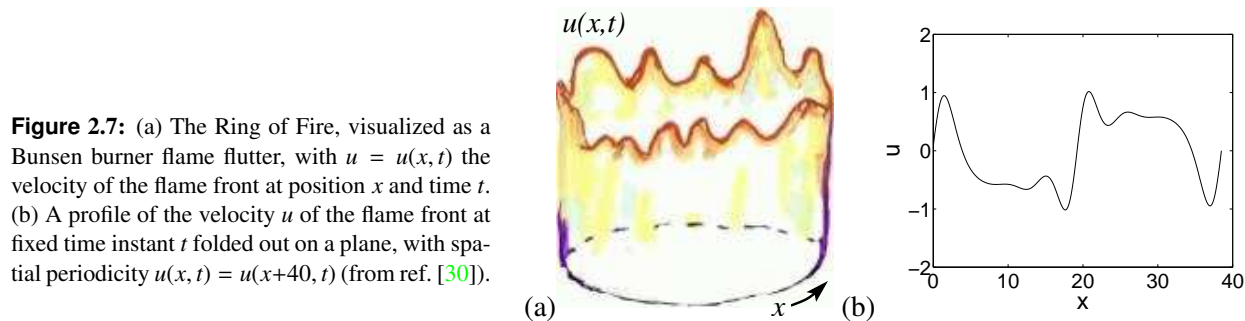 Figure 2.7: (a) The Ring of Fire, visualized as a
Bunsen burner flame flutter, with u = u(x, t) the
velocity of the flame front at position x and time t.
(b) A profile of the velocity u of the flame front at
fixed time instant t folded out on a plane, with spa-
tial periodicity u(x, t) = u(x+40, t) (from ref. [30]).
(a)
u(x,t)
x
(b)
u
2
1
0
−1
−2
0
10
20
30
40
x